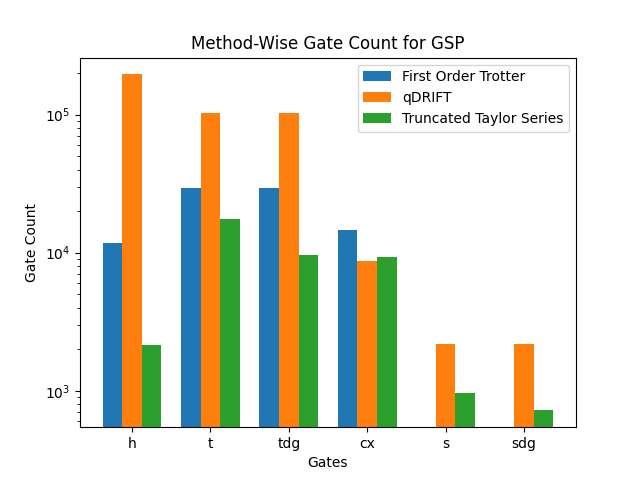 Method-Wise Gate Count for GSP
First Order Trotter
qDRIFT
Truncated Taylor Series
Gate Count
10^5
10^4
10^3
h t tdg cx s sdg
Gates